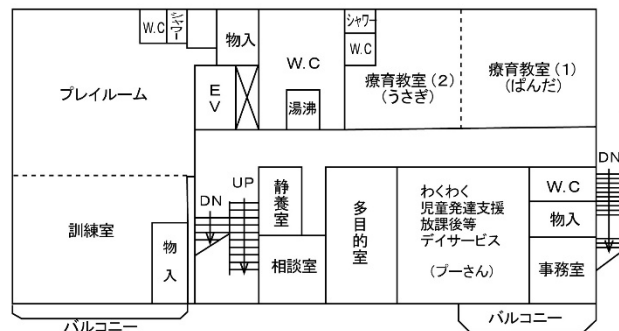 W.C
シャワー
物入
W.C
シャワー
W.C
療育教室(2)
(うさぎ)
療育教室(1)
(ぱんだ)
プレイルーム
EV
湯沸
DN
UP
静養室
多目的室
わくわく
児童発達支援
放課後等
デイサービス
(プーさん)
W.C
物入
事務室
DN
訓練室
物入
相談室
バルコニー
バルコニー